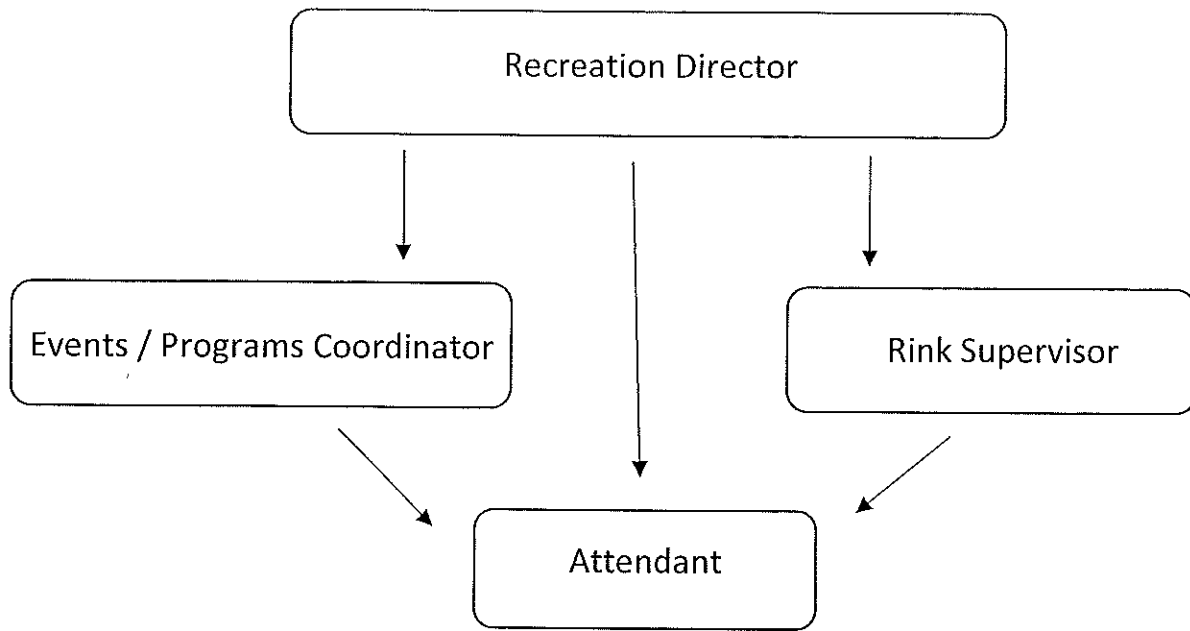 Recreation Director
Events / Programs Coordinator
Rink Supervisor
Attendant